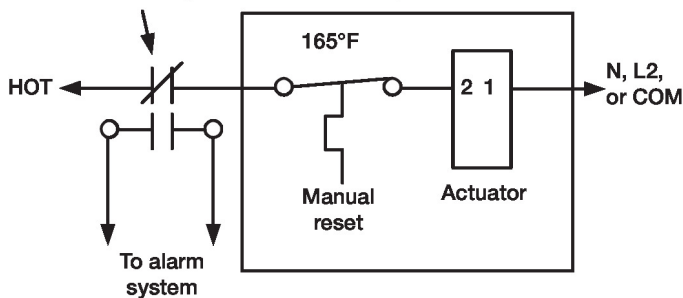 165°F
HOT
2 1
N, L2,
or COM
Manual
reset
Actuator
To alarm
system